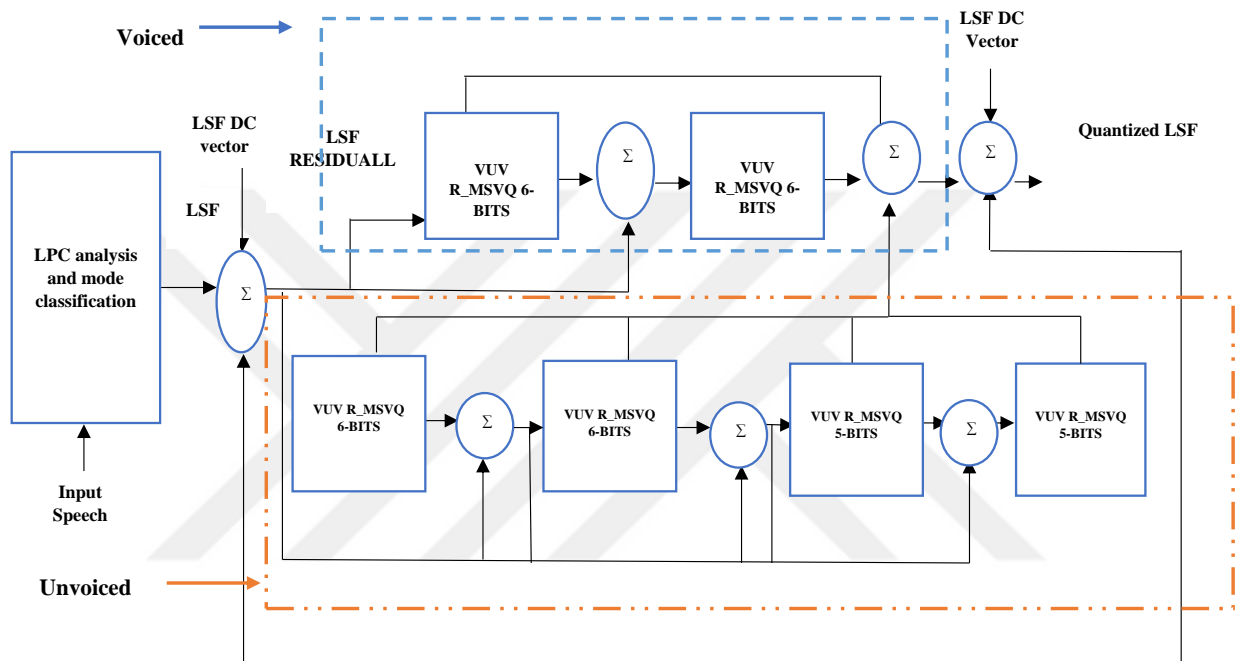 Voiced
LSF DC
Vector
LSF DC
vector
LSF
RESIDUALL
Quantized LSF
VUV
R_MSVQ 6-
BITS
Σ
VUV
R_MSVQ 6-
BITS
Σ
Σ
LSF
LPC analysis
and mode
classification
Σ
VUV R_MSVQ
6-BITS
Σ
VUV R_MSVQ
6-BITS
Σ
VUV R_MSVQ
5-BITS
Σ
VUV R_MSVQ
5-BITS
Input
Speech
Unvoiced